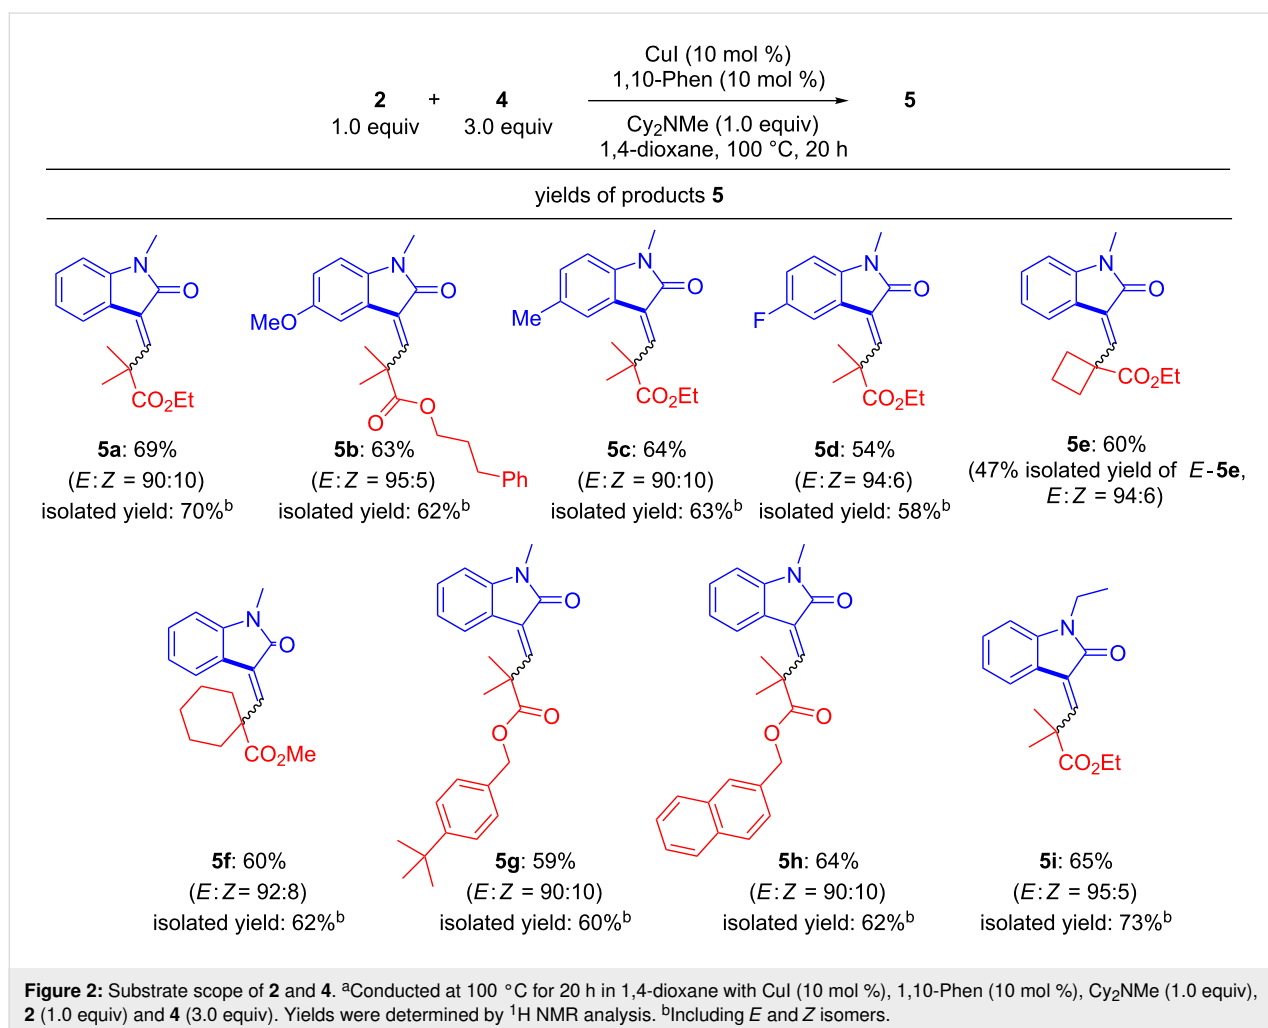 CuI (10 mol %)
1,10-Phen (10 mol %)
2 + 4 5
1.0 equiv 3.0 equiv
Cy2NMe (1.0 equiv)
1,4-dioxane, 100 °C, 20 h
yields of products 5
N O CO2Et
5a: 69%
(E:Z = 90:10)
isolated yield: 70%b
N O MeO O O Ph
5b: 63%
(E:Z = 95:5)
isolated yield: 62%b
N O Me CO2Et
5c: 64%
(E:Z = 90:10)
isolated yield: 63%b
N O F CO2Et
5d: 54%
(E:Z = 94:6)
isolated yield: 58%b
N O CO2Et
5e: 60%
(47% isolated yield of E-5e,
E:Z = 94:6)
N O CO2Me
5f: 60%
(E:Z= 92:8)
isolated yield: 62%b
N O O O
5g: 59%
(E:Z = 90:10)
isolated yield: 60%b
N O O O
5h: 64%
(E:Z = 90:10)
isolated yield: 62%b
N O CO2Et
5i: 65%
(E:Z = 95:5)
isolated yield: 73%b
Figure 2: Substrate scope of 2 and 4. aConducted at 100 °C for 20 h in 1,4-dioxane with CuI (10 mol %), 1,10-Phen (10 mol %), Cy2NMe (1.0 equiv),
2 (1.0 equiv) and 4 (3.0 equiv). Yields were determined by 1H NMR analysis. bIncluding E and Z isomers.